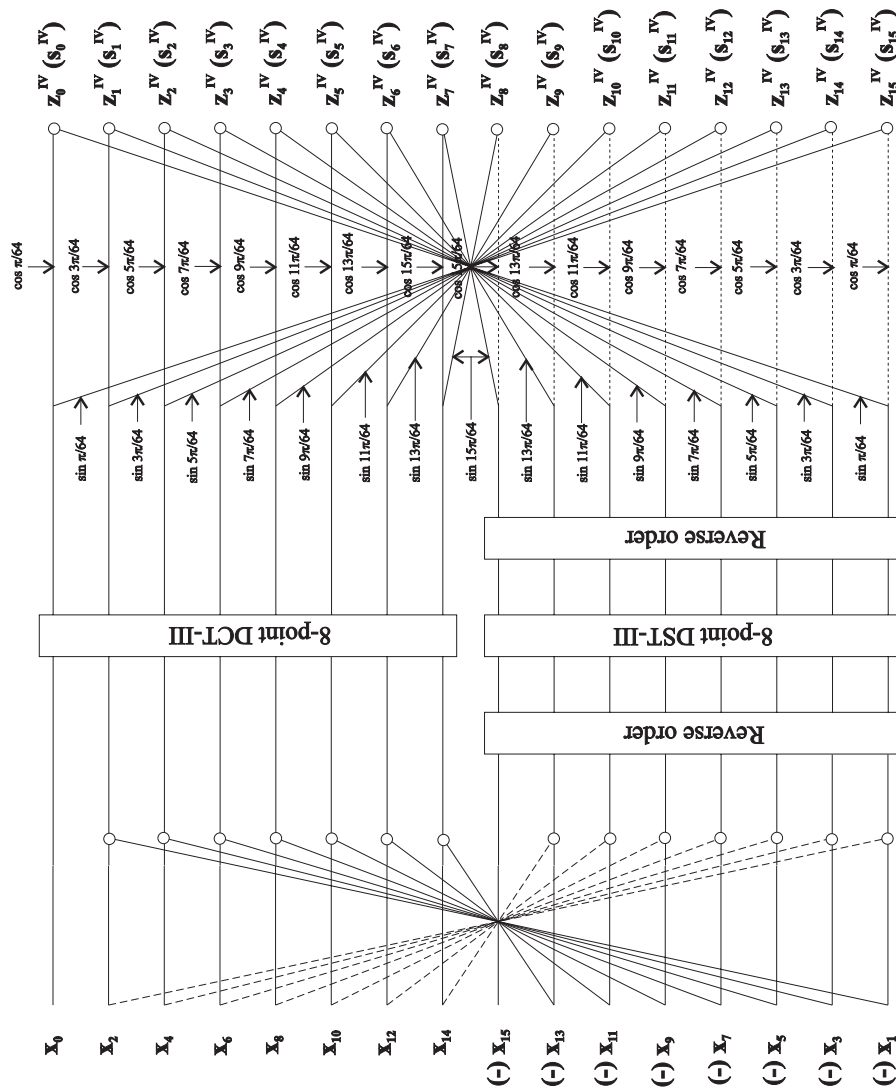 z₀ᴵⱽ (s₀ᴵⱽ)
z₁ᴵⱽ (s₁ᴵⱽ)
z₂ᴵⱽ (s₂ᴵⱽ)
z₃ᴵⱽ (s₃ᴵⱽ)
z₄ᴵⱽ (s₄ᴵⱽ)
z₅ᴵⱽ (s₅ᴵⱽ)
z₆ᴵⱽ (s₆ᴵⱽ)
z₇ᴵⱽ (s₇ᴵⱽ)
z₈ᴵⱽ (s₈ᴵⱽ)
z₉ᴵⱽ (s₉ᴵⱽ)
z₁₀ᴵⱽ (s₁₀ᴵⱽ)
z₁₁ᴵⱽ (s₁₁ᴵⱽ)
z₁₂ᴵⱽ (s₁₂ᴵⱽ)
z₁₃ᴵⱽ (s₁₃ᴵⱽ)
z₁₄ᴵⱽ (s₁₄ᴵⱽ)
z₁₅ᴵⱽ (s₁₅ᴵⱽ)
cos π/64
cos 3π/64
cos 5π/64
cos 7π/64
cos 9π/64
cos 11π/64
cos 13π/64
cos 15π/64
cos 15π/64
cos 13π/64
cos 11π/64
cos 9π/64
cos 7π/64
cos 5π/64
cos 3π/64
cos π/64
sin π/64
sin 3π/64
sin 5π/64
sin 7π/64
sin 9π/64
sin 11π/64
sin 13π/64
sin 15π/64
sin 13π/64
sin 11π/64
sin 9π/64
sin 7π/64
sin 5π/64
sin 3π/64
sin π/64
Reverse order
8-point DCT-III
8-point DST-III
Reverse order
x₀
x₂
x₄
x₆
x₈
x₁₀
x₁₂
x₁₄
(-) x₁₅
(-) x₁₃
(-) x₁₁
(-) x₉
(-) x₇
(-) x₅
(-) x₃
(-) x₁